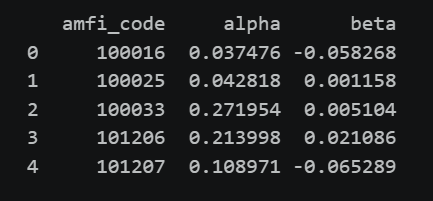 amfi_code alpha beta
0 100016 0.037476 -0.058268
1 100025 0.042818 0.001158
2 100033 0.271954 0.005104
3 101206 0.213998 0.021086
4 101207 0.108971 -0.065289